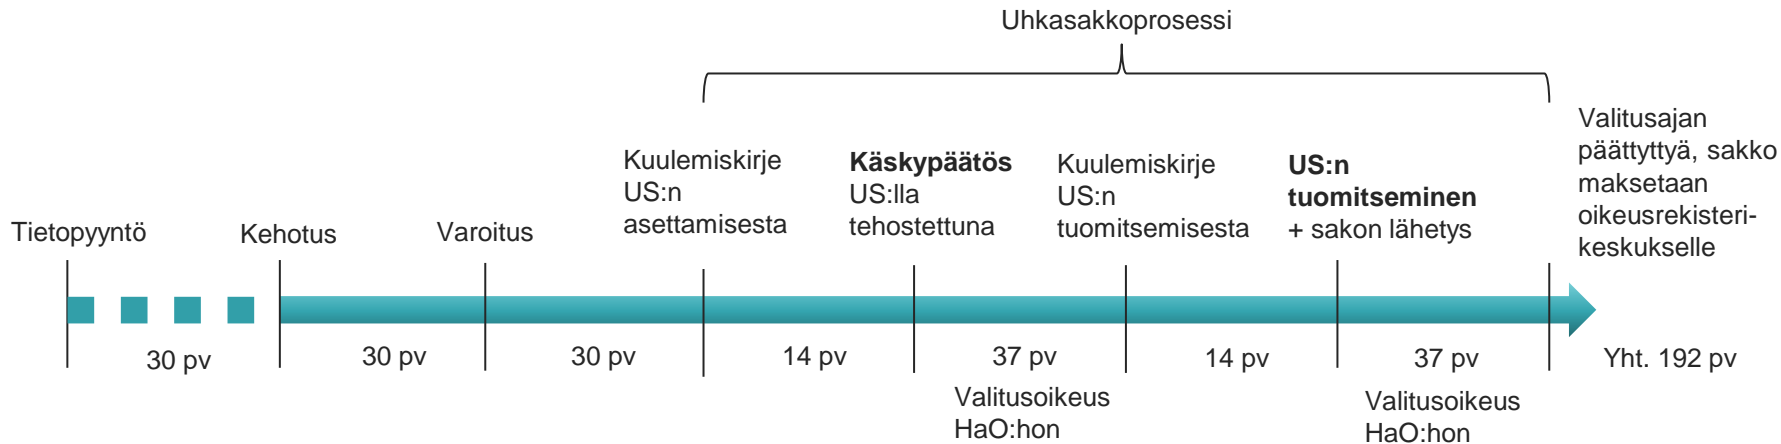 Uhkasakkoprosessi
Tietopyyntö
Kehotus
Varoitus
Kuulemiskirje
US:n
asettamisesta
Käskypäätös
US:lla
tehostettuna
Kuulemiskirje
US:n
tuomitsemisesta
US:n
tuomitseminen
+ sakon lähetys
Valitusajan
päättyttyä, sakko
maksetaan
oikeusrekisteri-
keskukselle
30 pv
30 pv
30 pv
14 pv
37 pv
14 pv
37 pv
Yht. 192 pv
Valitusoikeus
HaO:hon
Valitusoikeus
HaO:hon